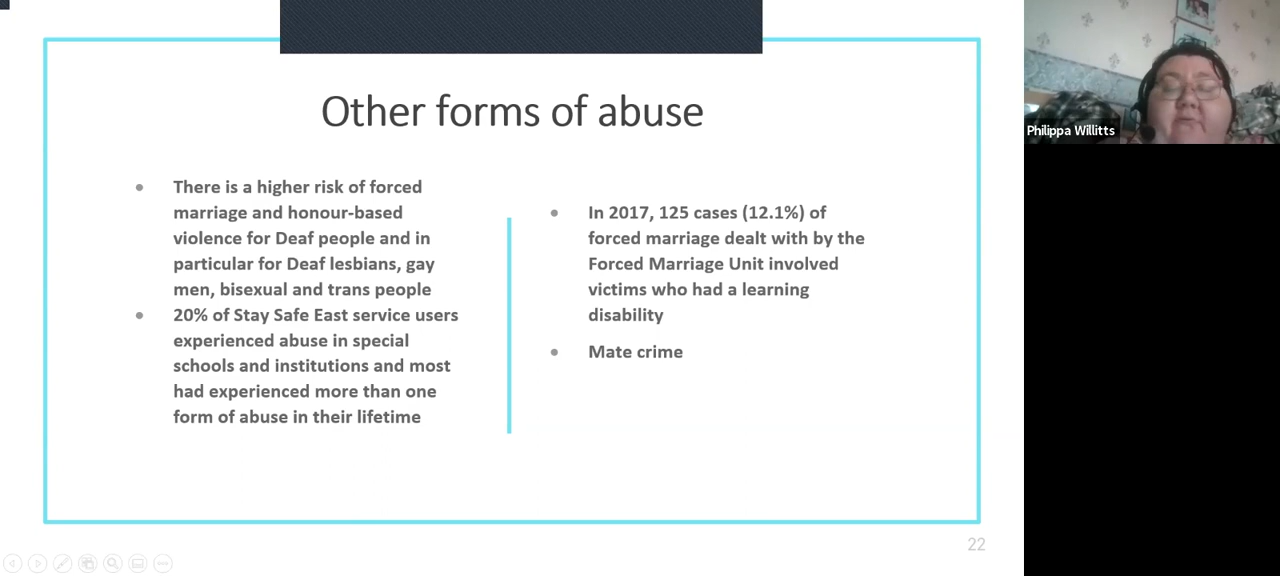 Other forms of abuse
• There is a higher risk of forced
marriage and honour-based
violence for Deaf people and in
particular for Deaf lesbians, gay
men, bisexual and trans people
• 20% of Stay Safe East service users
experienced abuse in special
schools and institutions and most
had experienced more than one
form of abuse in their lifetime
• In 2017, 125 cases (12.1%) of
forced marriage dealt with by the
Forced Marriage Unit involved
victims who had a learning
disability
• Mate crime
22
Philippa Willitts